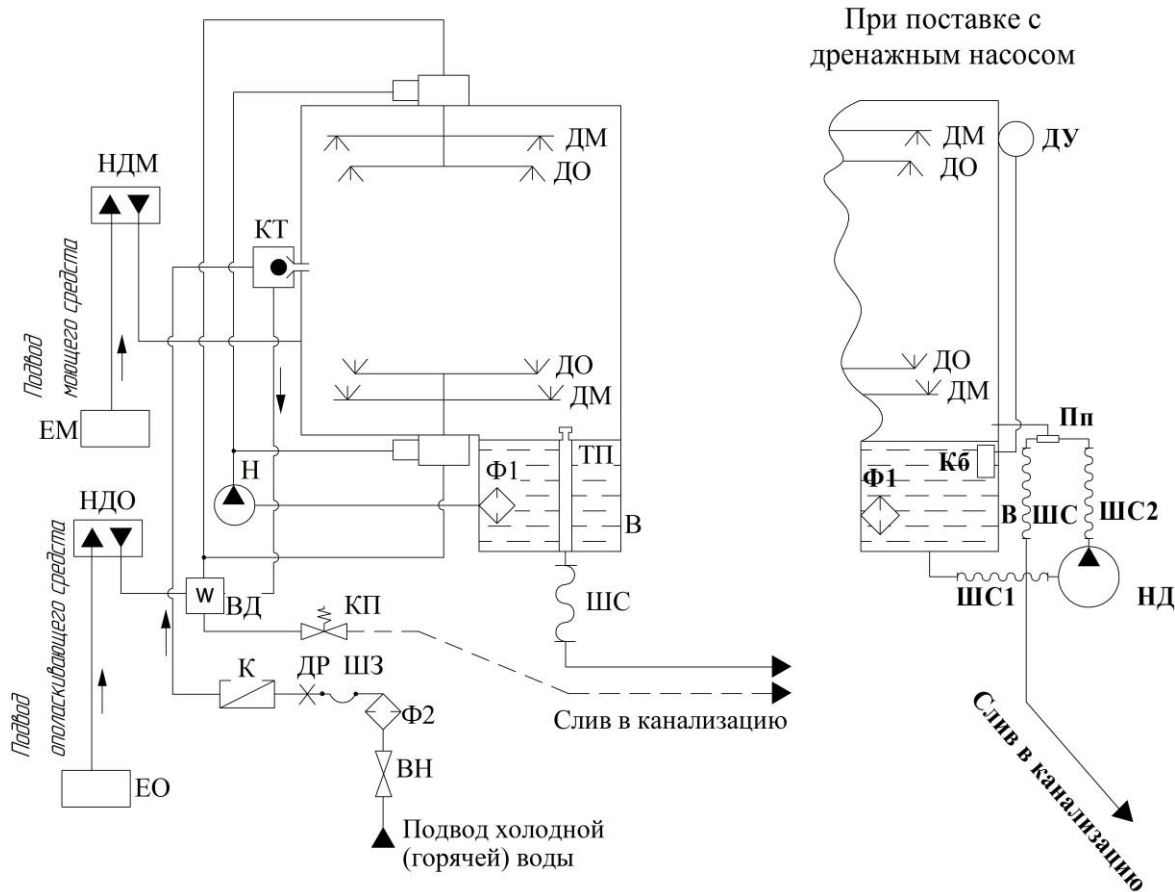 При поставке с
дренажным насосом
ДМ
ДО
ДМ
ДО
ДУ
НДМ
КТ
Подвод
моющего средства
ДО
ДМ
ДО
ДМ
ЕМ
Пп
Н
Ф1
ТП
Кб
Ф1
НДО
В
В
ШС
ШС2
Подвод
ополаскивающего средства
W
ВД
КП
ШС
ШС1
НД
К
ДР
ШЗ
Ф2
Слив в канализацию
Слив в канализацию
ВН
ЕО
Подвод холодной
(горячей) воды